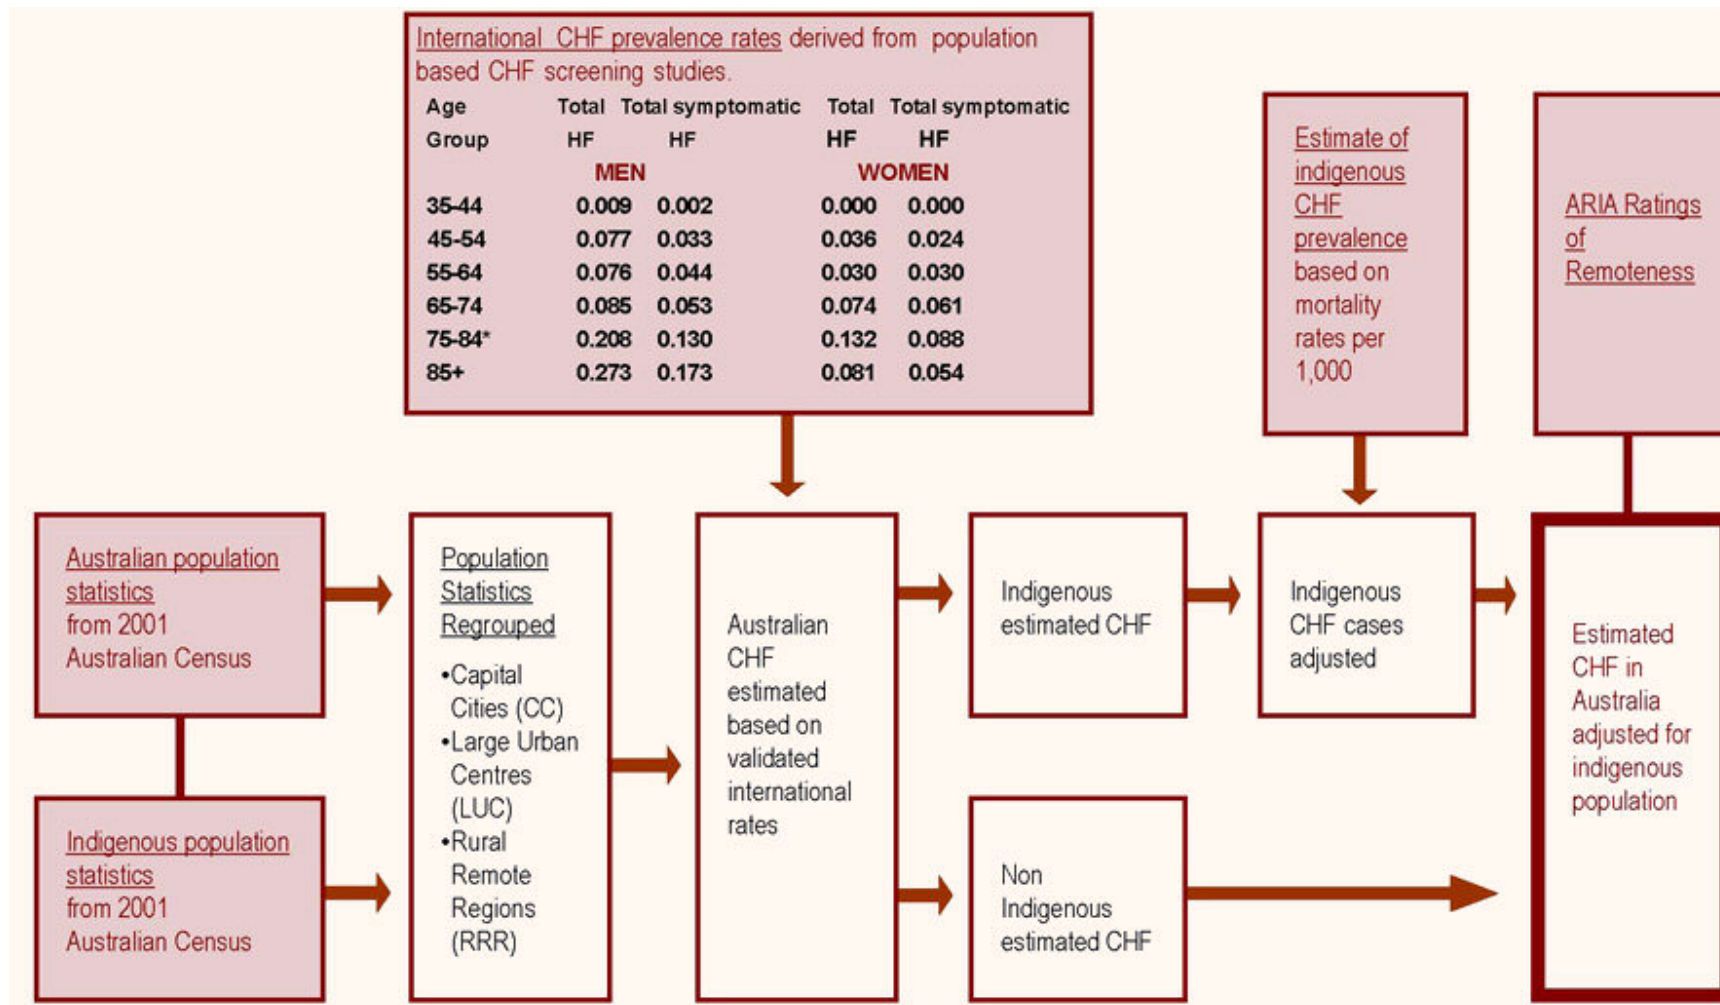 International CHF prevalence rates derived from population
based CHF screening studies.
Age Total Total symptomatic Total Total symptomatic
Group HF HF HF HF
MEN WOMEN
35-44 0.009 0.002 0.000 0.000
45-54 0.077 0.033 0.036 0.024
55-64 0.076 0.044 0.030 0.030
65-74 0.085 0.053 0.074 0.061
75-84* 0.208 0.130 0.132 0.088
85+ 0.273 0.173 0.081 0.054
Estimate of
indigenous
CHF
prevalence
based on
mortality
rates per
1,000
ARIA Ratings
of
Remoteness
Australian population
statistics
from 2001
Australian Census
Indigenous population
statistics
from 2001
Australian Census
Population
Statistics
Regrouped
•Capital
Cities (CC)
•Large Urban
Centres
(LUC)
•Rural
Remote
Regions
(RRR)
Australian
CHF
estimated
based on
validated
international
rates
Indigenous
estimated CHF
Non
Indigenous
estimated CHF
Indigenous
CHF cases
adjusted
Estimated
CHF in
Australia
adjusted for
indigenous
population